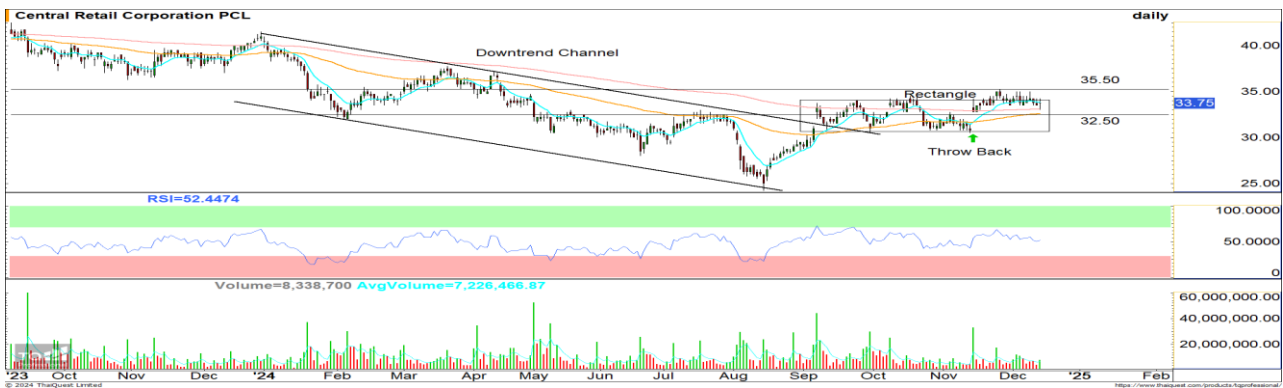 Central Retail Corporation PCL
daily
Downtrend Channel
40.00
35.50
35.00
Rectangle
33.75
32.50
30.00
Throw Back
25.00
RSI=52.4474
100.0000
50.0000
0
Volume=8,338,700 AvgVolume=7,226,466.87
60,000,000.00
40,000,000.00
20,000,000.00
'23 Oct Nov Dec '24 Feb Mar Apr May Jun Jul Aug Sep Oct Nov Dec '25 Feb
© 2024 ThaiQuest Limited
https://www.thaiquest.com/products/tqprofessional/